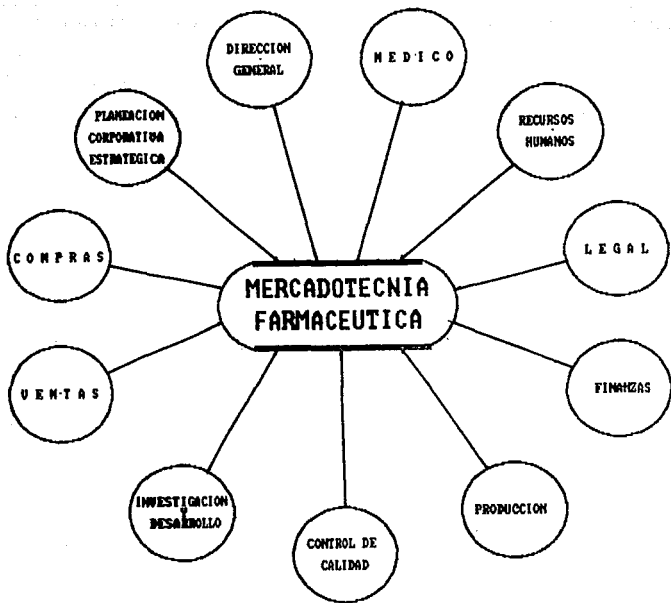 DIRECCION
GENERAL
MEDICO
PLANEACION
CORPORATIVA
ESTRATEGICA
RECURSOS
HUMANOS
COMPRAS
LEGAL
MERCADOTECNIA
FARMACEUTICA
VENTAS
FINANZAS
INVESTIGACION
Y
DESARROLLO
PRODUCCION
CONTROL DE
CALIDAD